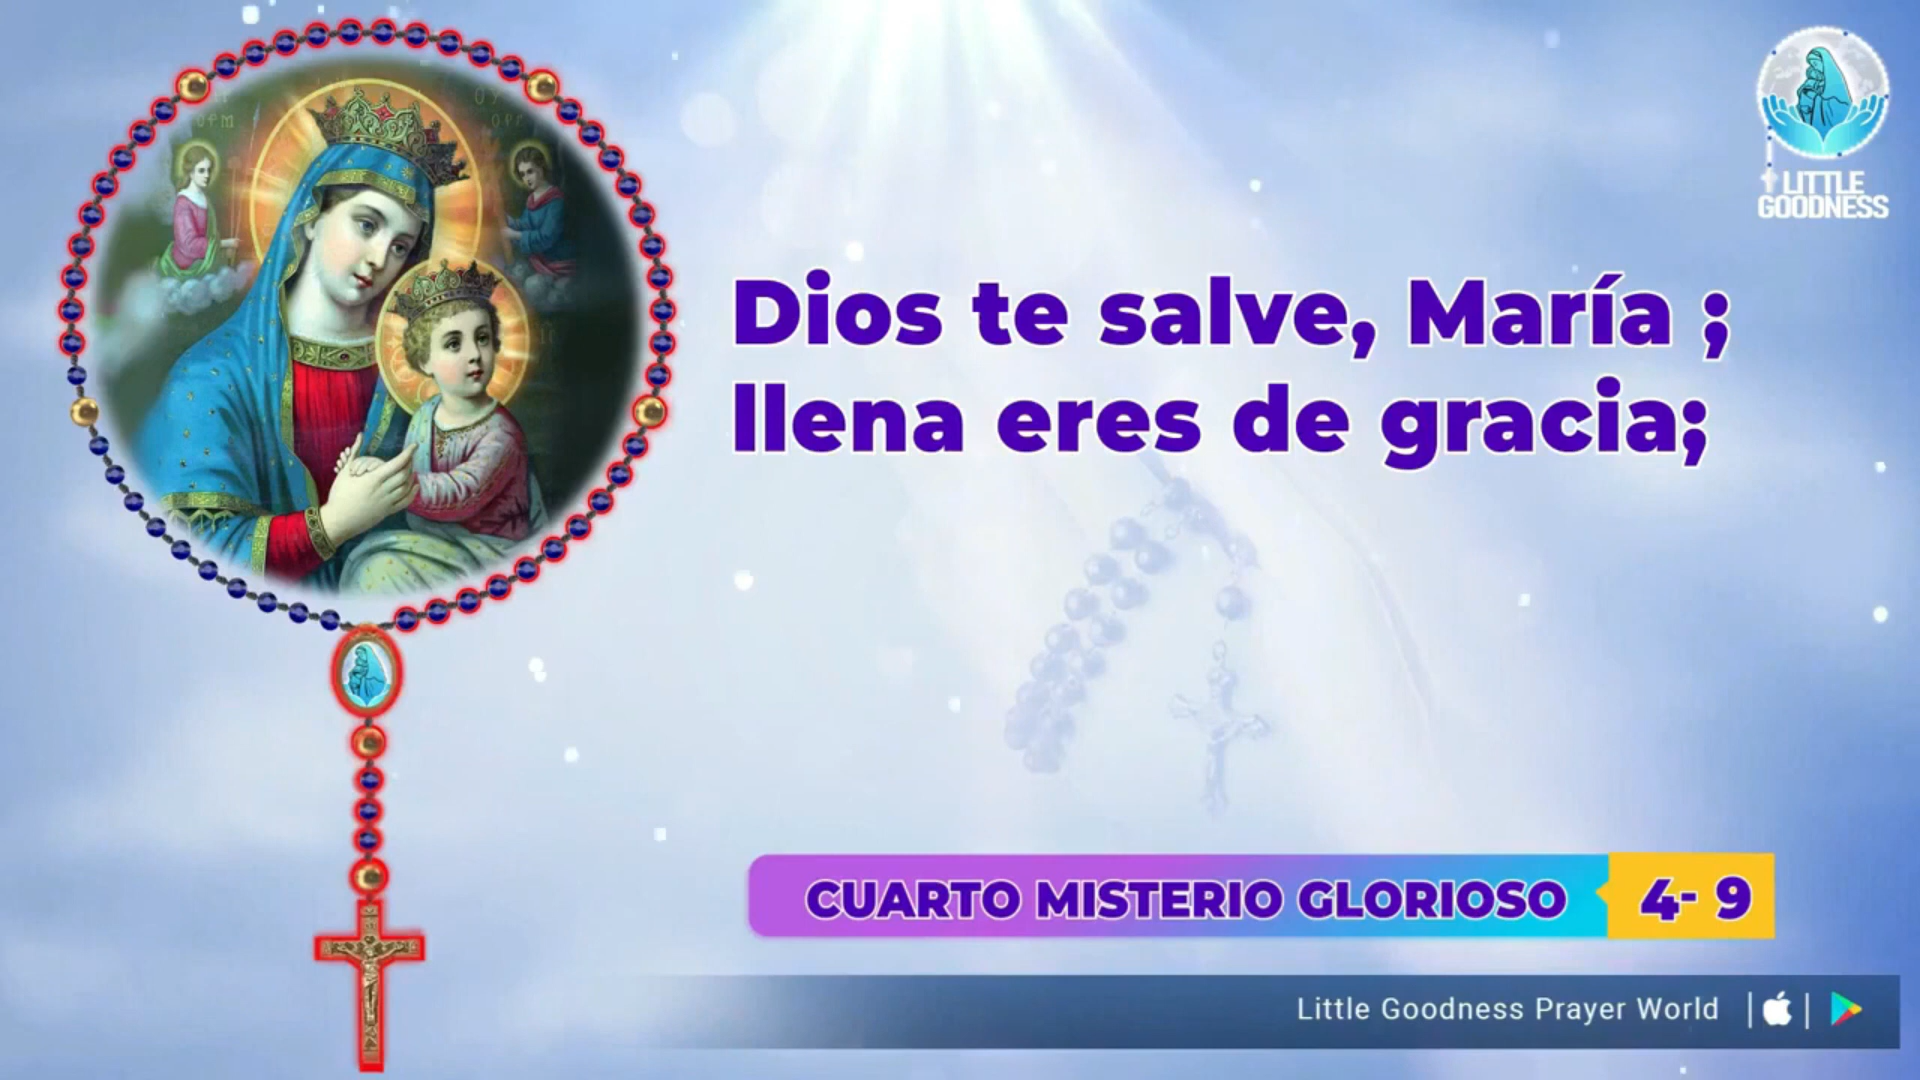 LITTLE
GOODNESS
Dios te salve, María ;
llena eres de gracia;
CUARTO MISTERIO GLORIOSO 4- 9
Little Goodness Prayer World